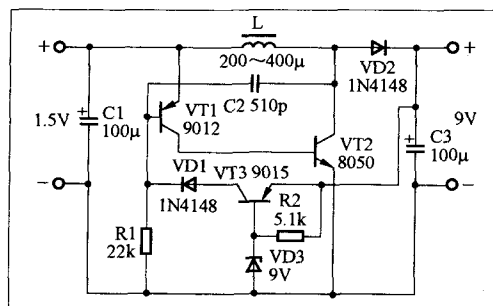 L
+
+
200～400μ
VD2
1N4148
C2 510p
VT1
9012
1.5V
C1
100μ
+
VT2
8050
9V
+
C3
100μ
VD1
VT3 9015
1N4148
R2
5.1k
−
−
R1
22k
VD3
9V